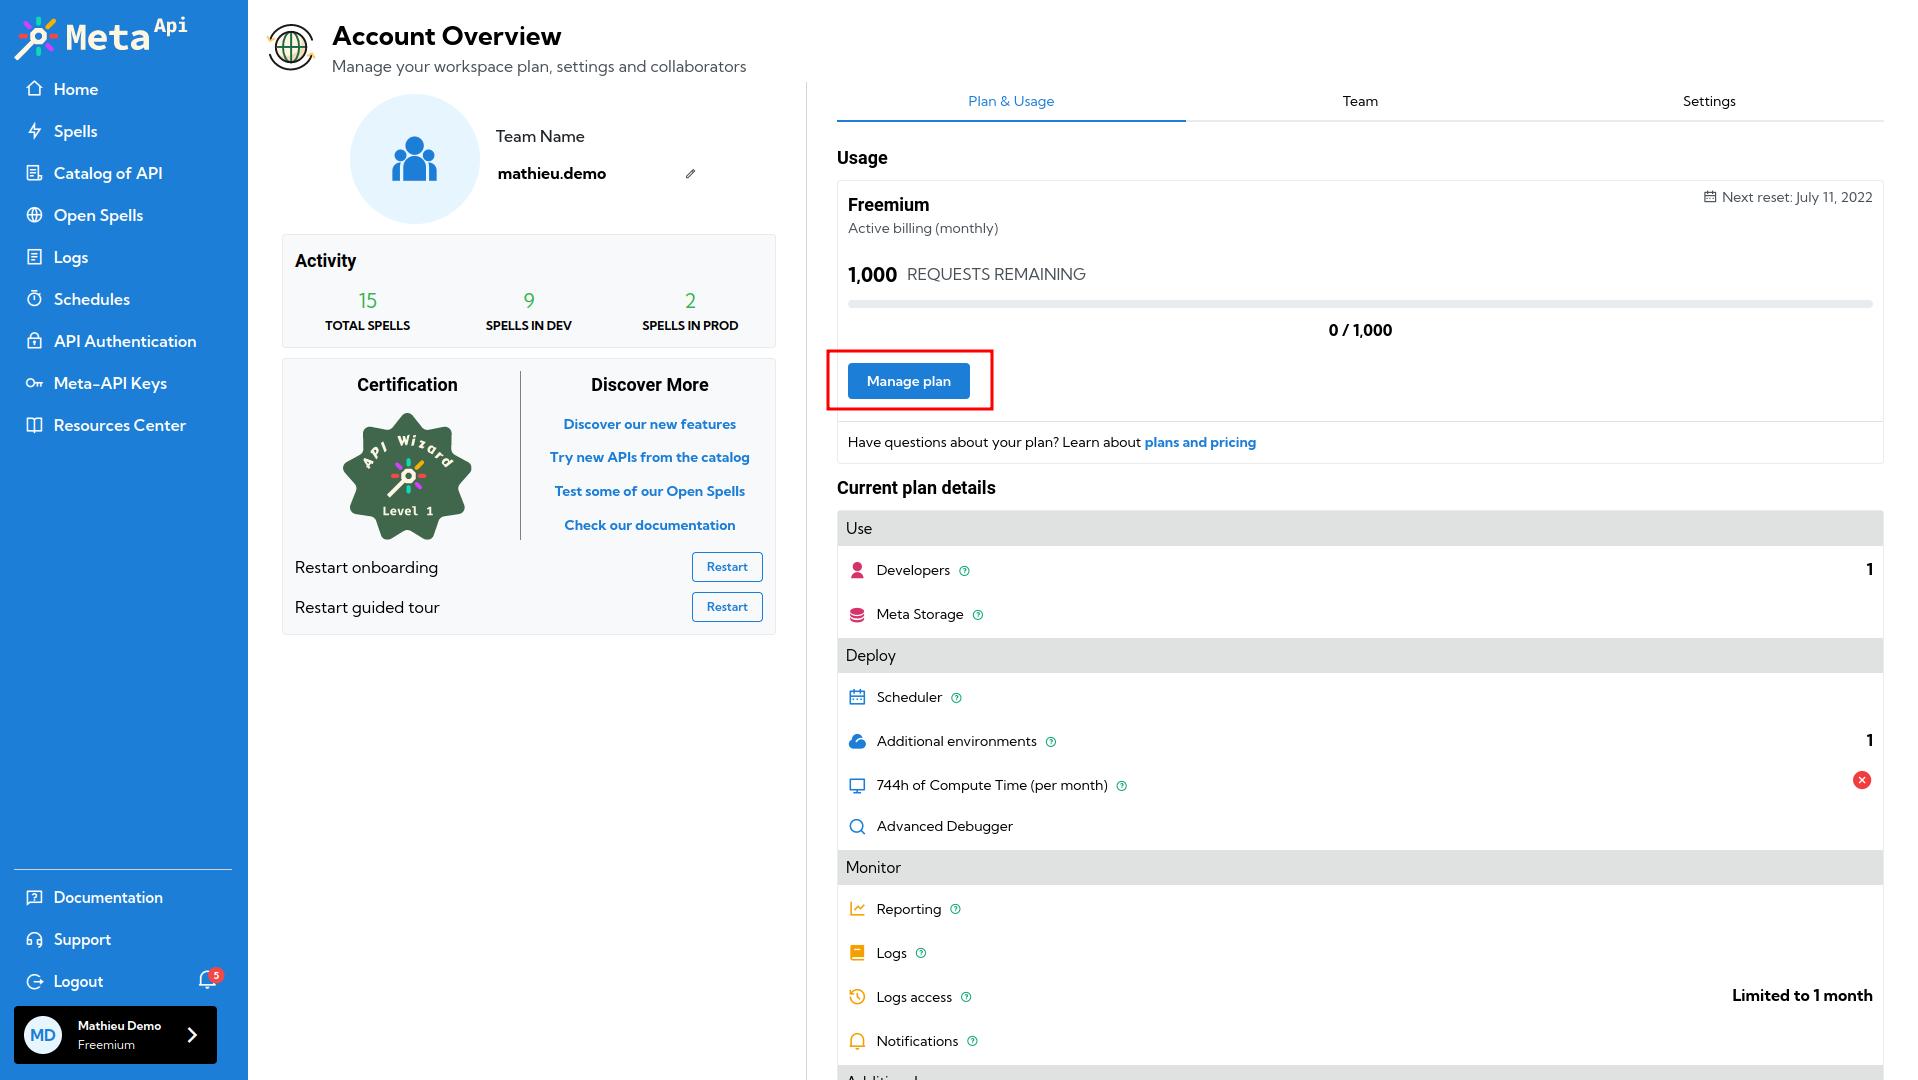 Meta Api
Home
Spells
Catalog of API
Open Spells
Logs
Schedules
API Authentication
Meta-API Keys
Resources Center
Documentation
Support
Logout
5
MD
Mathieu Demo
Freemium
Account Overview
Manage your workspace plan, settings and collaborators
Team Name
mathieu.demo
Activity
15 9 2
TOTAL SPELLS SPELLS IN DEV SPELLS IN PROD
Certification
API Wizard
Level 1
Discover More
Discover our new features
Try new APIs from the catalog
Test some of our Open Spells
Check our documentation
Restart onboarding Restart
Restart guided tour Restart
Plan & Usage Team Settings
Usage
Freemium
Next reset: July 11, 2022
Active billing (monthly)
1,000 REQUESTS REMAINING
0 / 1,000
Manage plan
Have questions about your plan? Learn about plans and pricing
Current plan details
Use
Developers 1
Meta Storage
Deploy
Scheduler
Additional environments 1
744h of Compute Time (per month)
Advanced Debugger
Monitor
Reporting
Logs
Logs access Limited to 1 month
Notifications